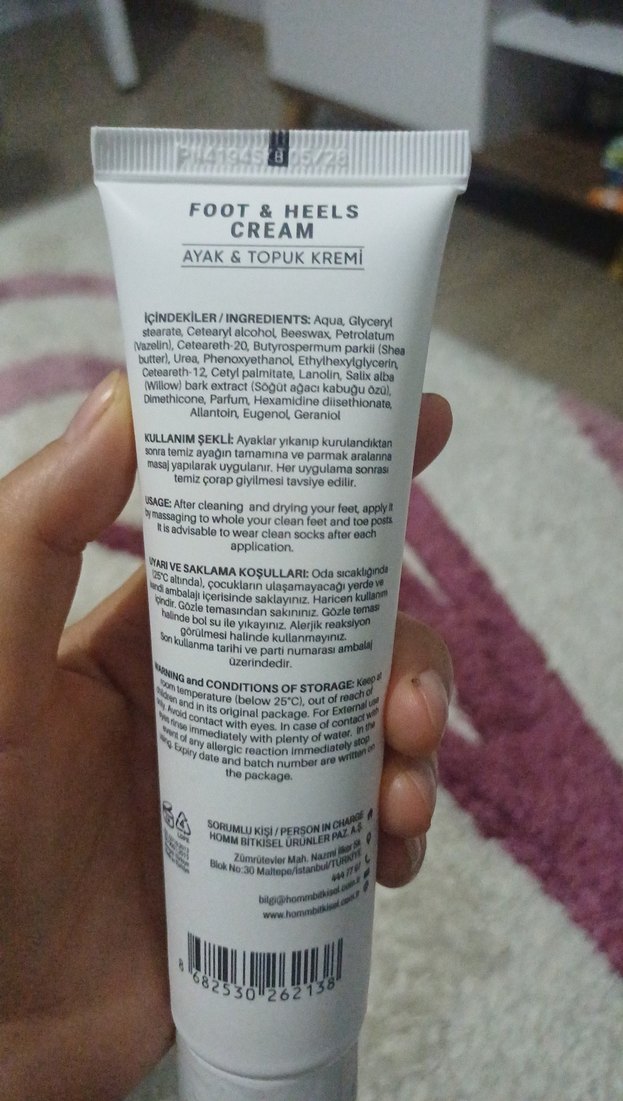 05/28
FOOT & HEELS
CREAM
AYAK & TOPUK KREMİ
İÇİNDEKİLER / INGREDIENTS: Aqua, Glyceryl
stearate, Cetearyl alcohol, Beeswax, Petrolatum
(Vazelin), Ceteareth-20, Butyrospermum parkii (Shea
butter), Urea, Phenoxyethanol, Ethylhexylglycerin,
Ceteareth-12, Cetyl palmitate, Lanolin, Salix alba
(Willow) bark extract (Söğüt ağacı kabuğu özü),
Dimethicone, Parfum, Hexamidine diisethionate,
Allantoin, Eugenol, Geraniol
KULLANIM ŞEKLİ: Ayaklar yıkanıp kurulandıktan
sonra temiz ayağın tamamına ve parmak aralarına
masaj yapılarak uygulanır. Her uygulama sonrası
temiz çorap giyilmesi tavsiye edilir.
USAGE: After cleaning and drying your feet, apply it
by massaging to whole your clean feet and toe posts.
It is advisable to wear clean socks after each
application.
UYARI VE SAKLAMA KOŞULLARI: Oda sıcaklığında
(25°C altında), çocukların ulaşamayacağı yerde ve
kendi ambalajı içerisinde saklayınız. Haricen kullanım
içindir. Gözle temasından sakınınız. Gözle teması
halinde bol su ile yıkayınız. Alerjik reaksiyon
görülmesi halinde kullanmayınız.
Son kullanma tarihi ve parti numarası ambalaj
üzerindedir.
WARNING and CONDITIONS OF STORAGE: Keep at
room temperature (below 25°C), out of reach of
children and in its original package. For External use
only. Avoid contact with eyes. In case of contact with
eyes rinse immediately with plenty of water. In the
event of any allergic reaction immediately stop
using. Expiry date and batch number are written on
the package.
SORUMLU KİŞİ / PERSON IN CHARGE
HOMM BİTKİSEL ÜRÜNLER PAZ. A.Ş.
Zümrütevler Mah. Nazmi İlker Sk.
Blok No:30 Maltepe/İstanbul/TÜRKİYE
444 77 67
bilgi@hommbitkisel.com.tr
www.hommbitkisel.com.tr
8 682530 262138